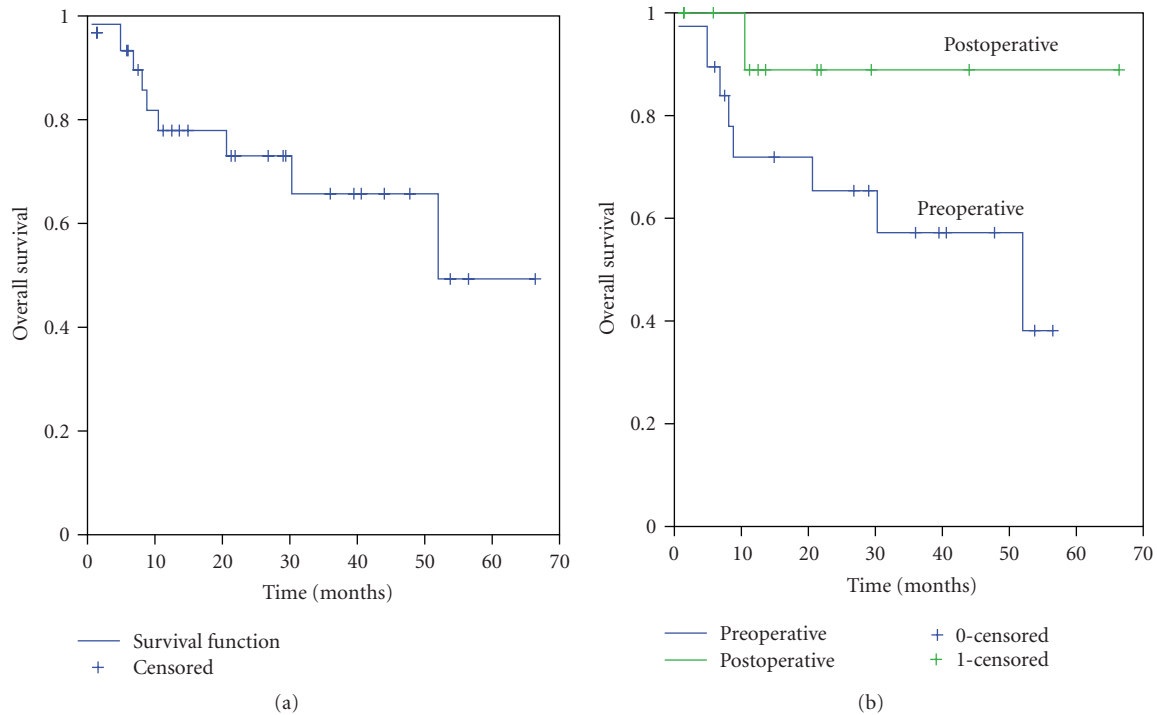 1
0.8
0.6
0.4
0.2
0
Overall survival
0 10 20 30 40 50 60 70
Time (months)
Survival function
Censored
(a)
1
0.8
0.6
0.4
0.2
0
Overall survival
Postoperative
Preoperative
0 10 20 30 40 50 60 70
Time (months)
Preoperative
Postoperative
0-censored
1-censored
(b)